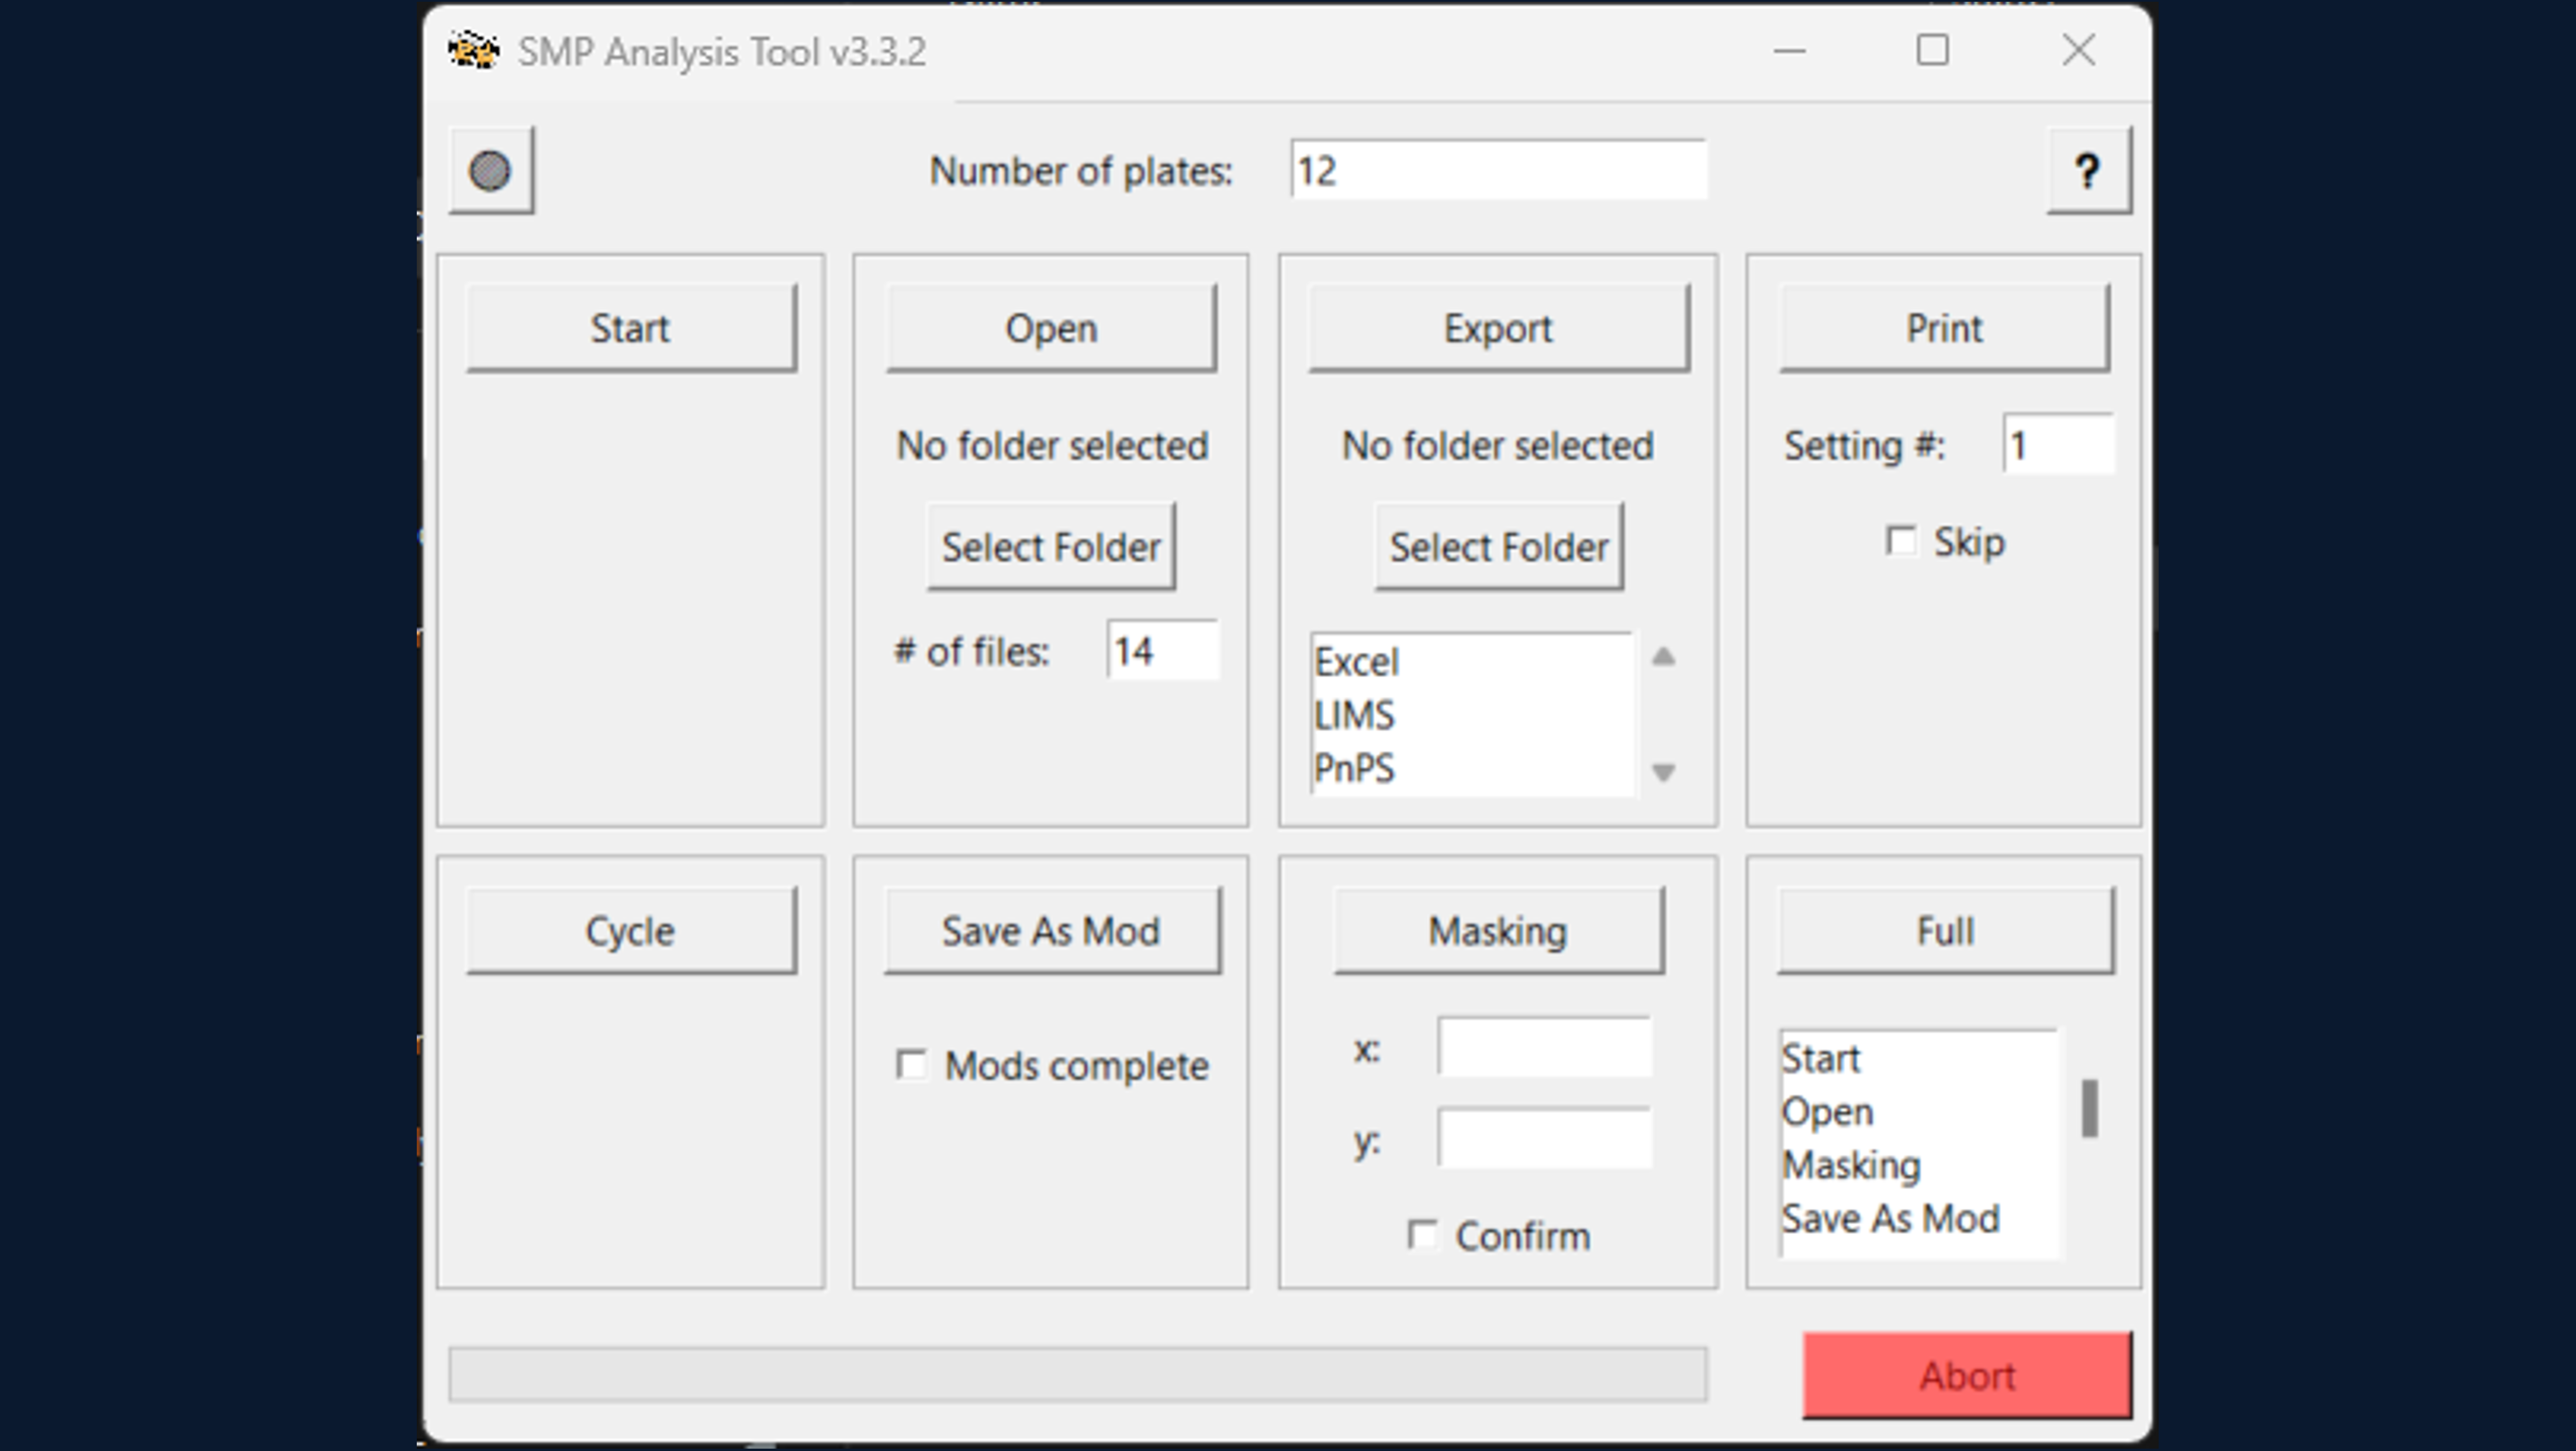 SMP Analysis Tool v3.3.2
Number of plates: 12
?
Start
Open
Export
Print
No folder selected
No folder selected
Setting #: 1
Select Folder
Select Folder
Skip
# of files: 14
Excel
LIMS
PnPS
Cycle
Save As Mod
Masking
Full
Mods complete
x:
y:
Confirm
Start
Open
Masking
Save As Mod
Abort